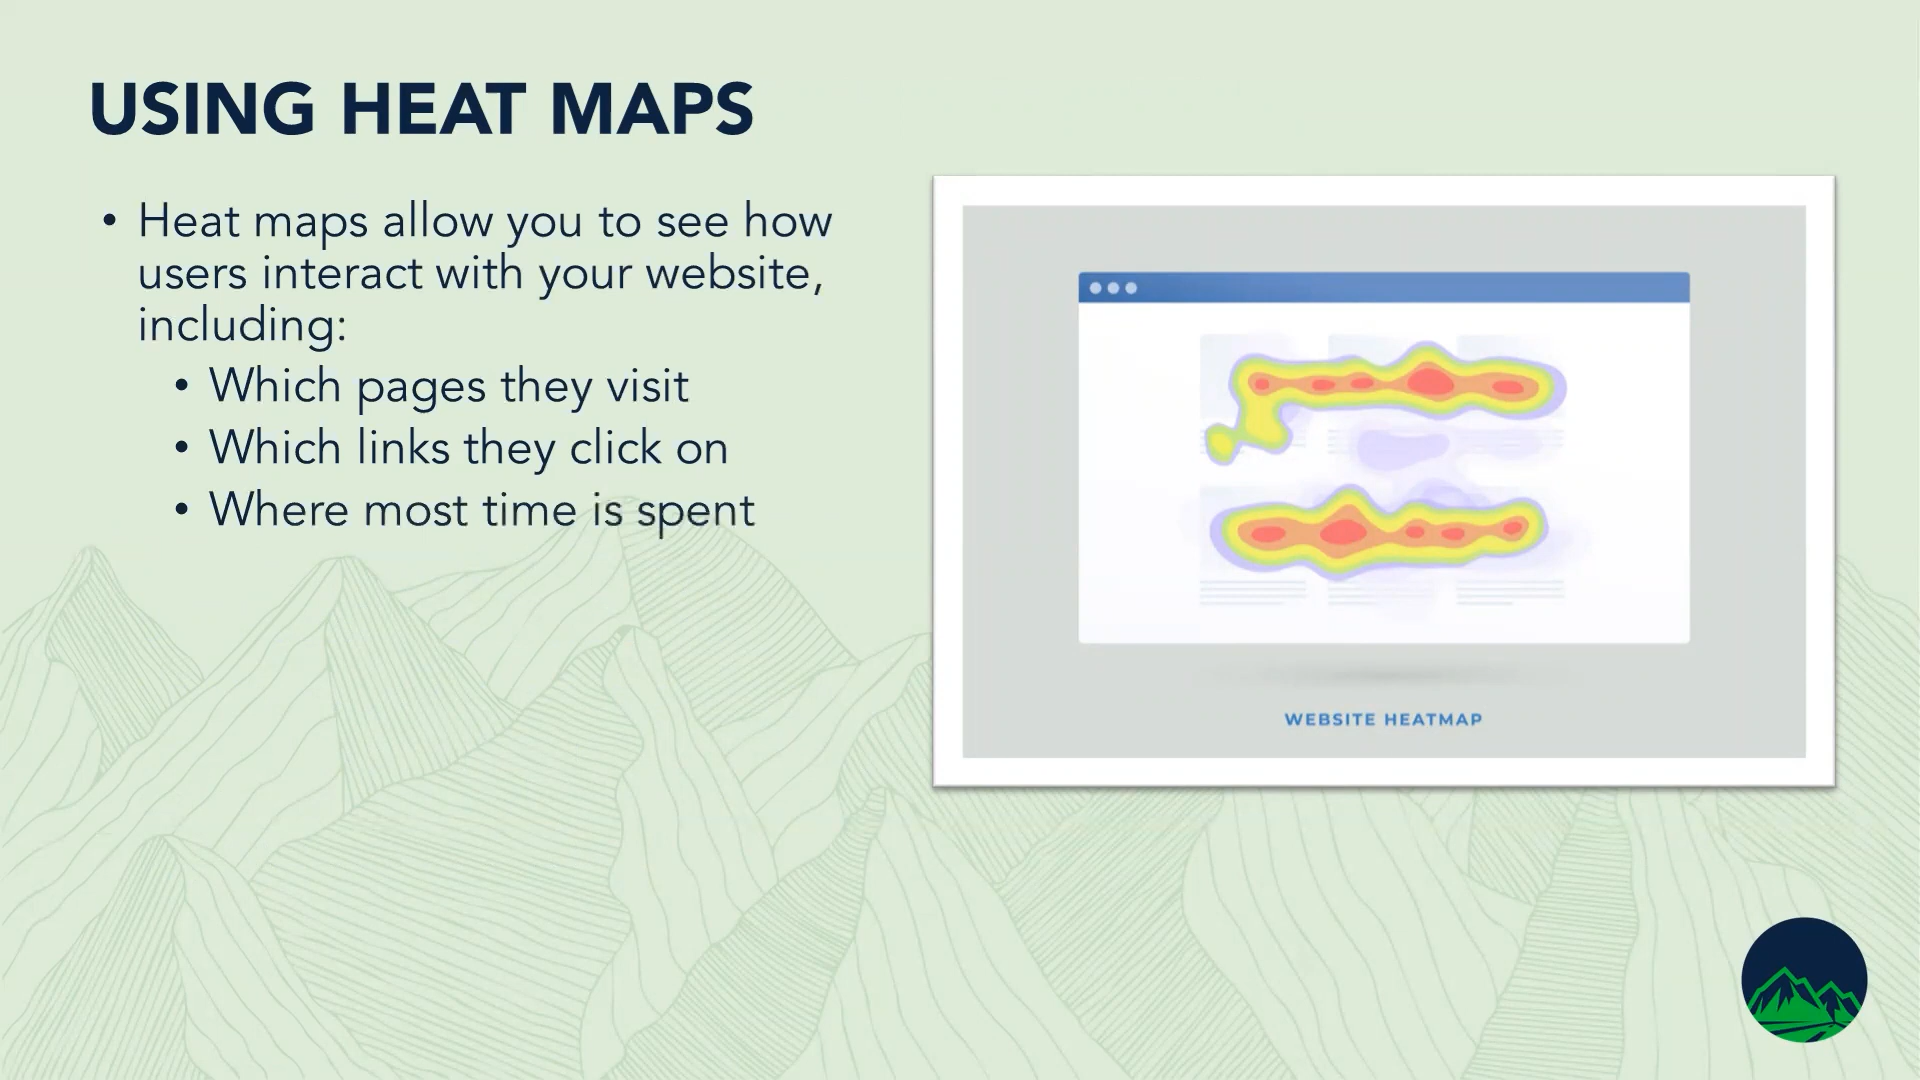 USING HEAT MAPS
• Heat maps allow you to see how
users interact with your website,
including:
• Which pages they visit
• Which links they click on
• Where most time is spent
WEBSITE HEATMAP